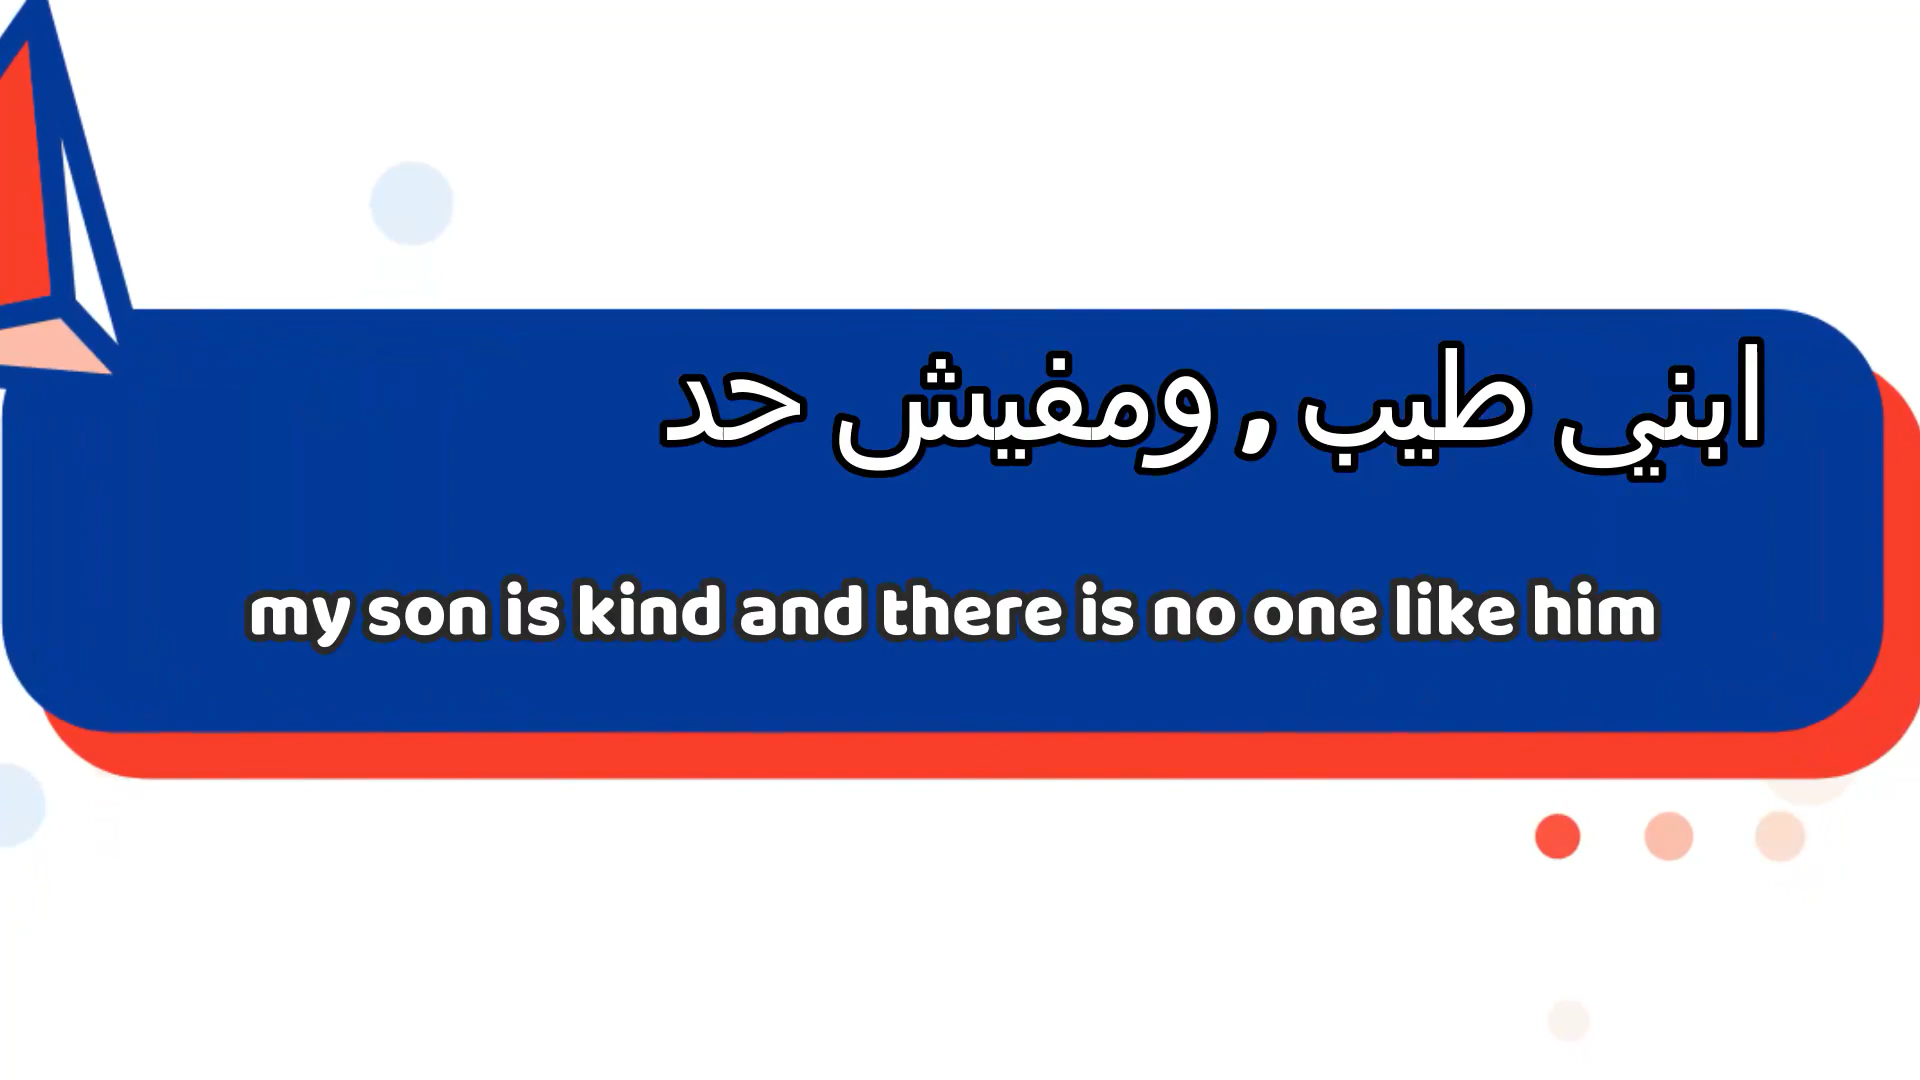 ابني طيب , ومفيش حد
my son is kind and there is no one like him